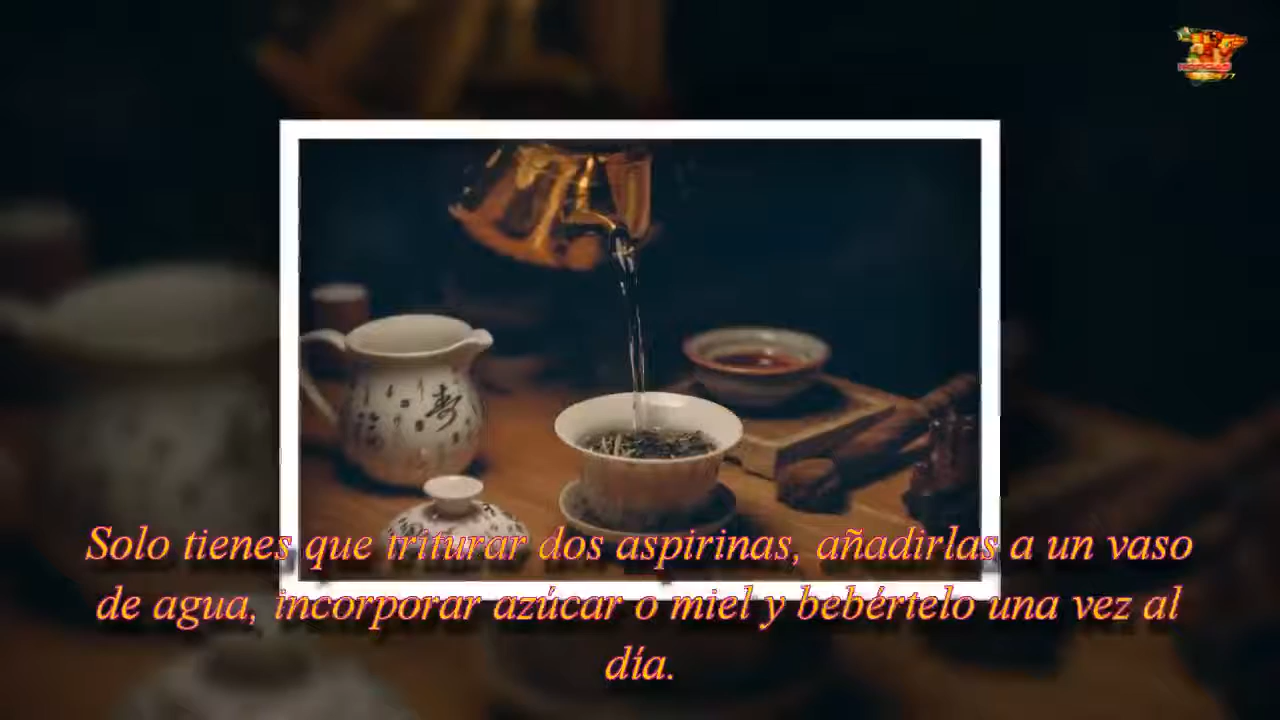 Solo tienes que triturar dos aspirinas, añadirlas a un vaso
de agua, incorporar azúcar o miel y bebértelo una vez al
día.
壽